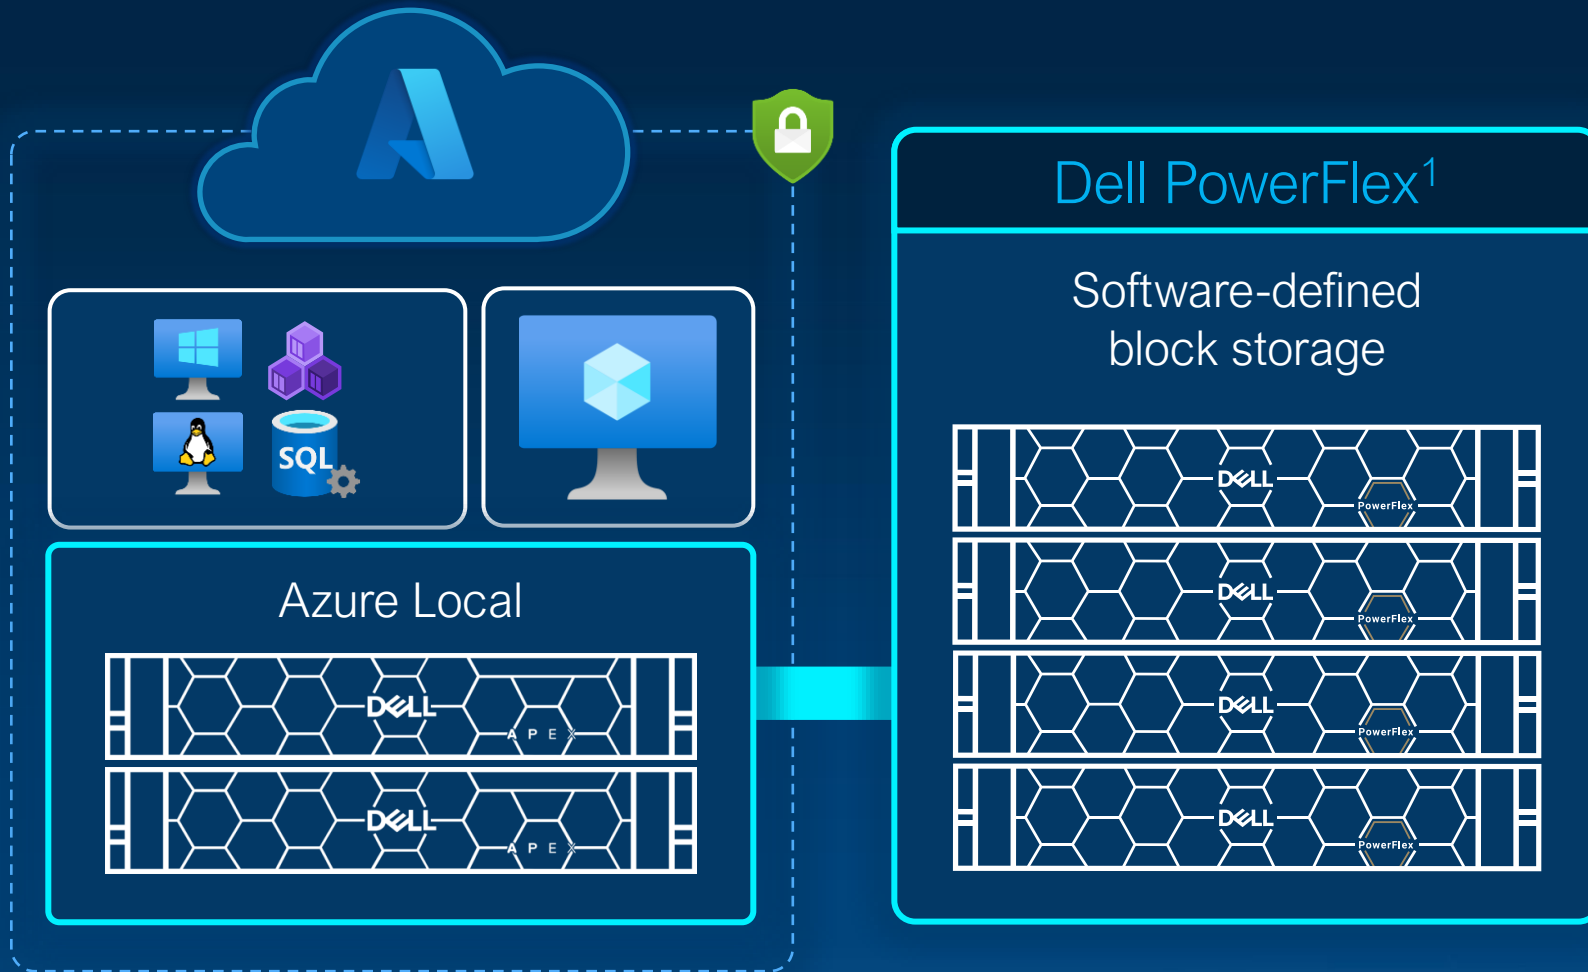 Dell PowerFlex¹
Software-defined
block storage
SQL
Azure Local
DELL
APEX
DELL
APEX
DELL
PowerFlex
DELL
PowerFlex
DELL
PowerFlex
DELL
PowerFlex